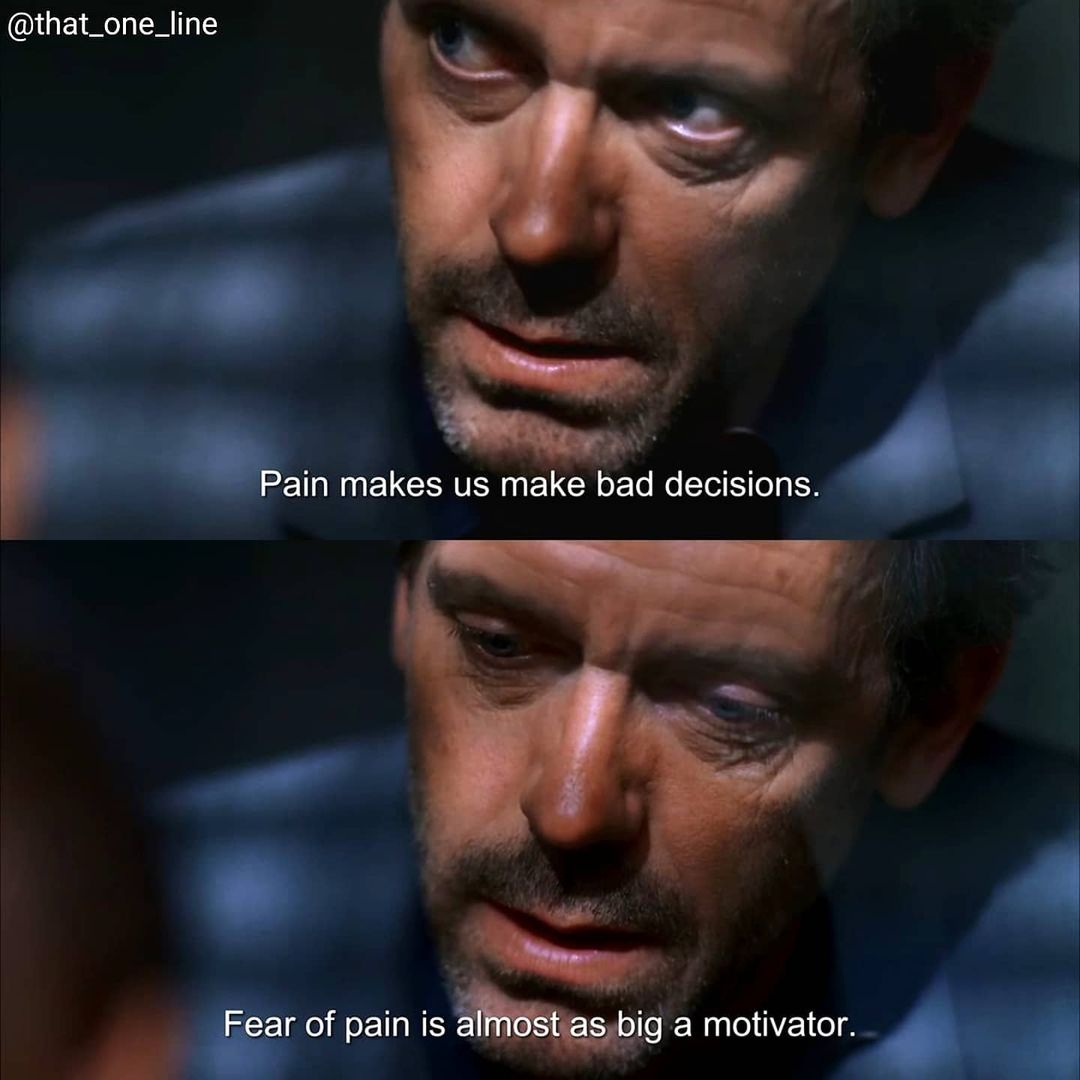 @that_one_line
Pain makes us make bad decisions.
Fear of pain is almost as big a motivator.